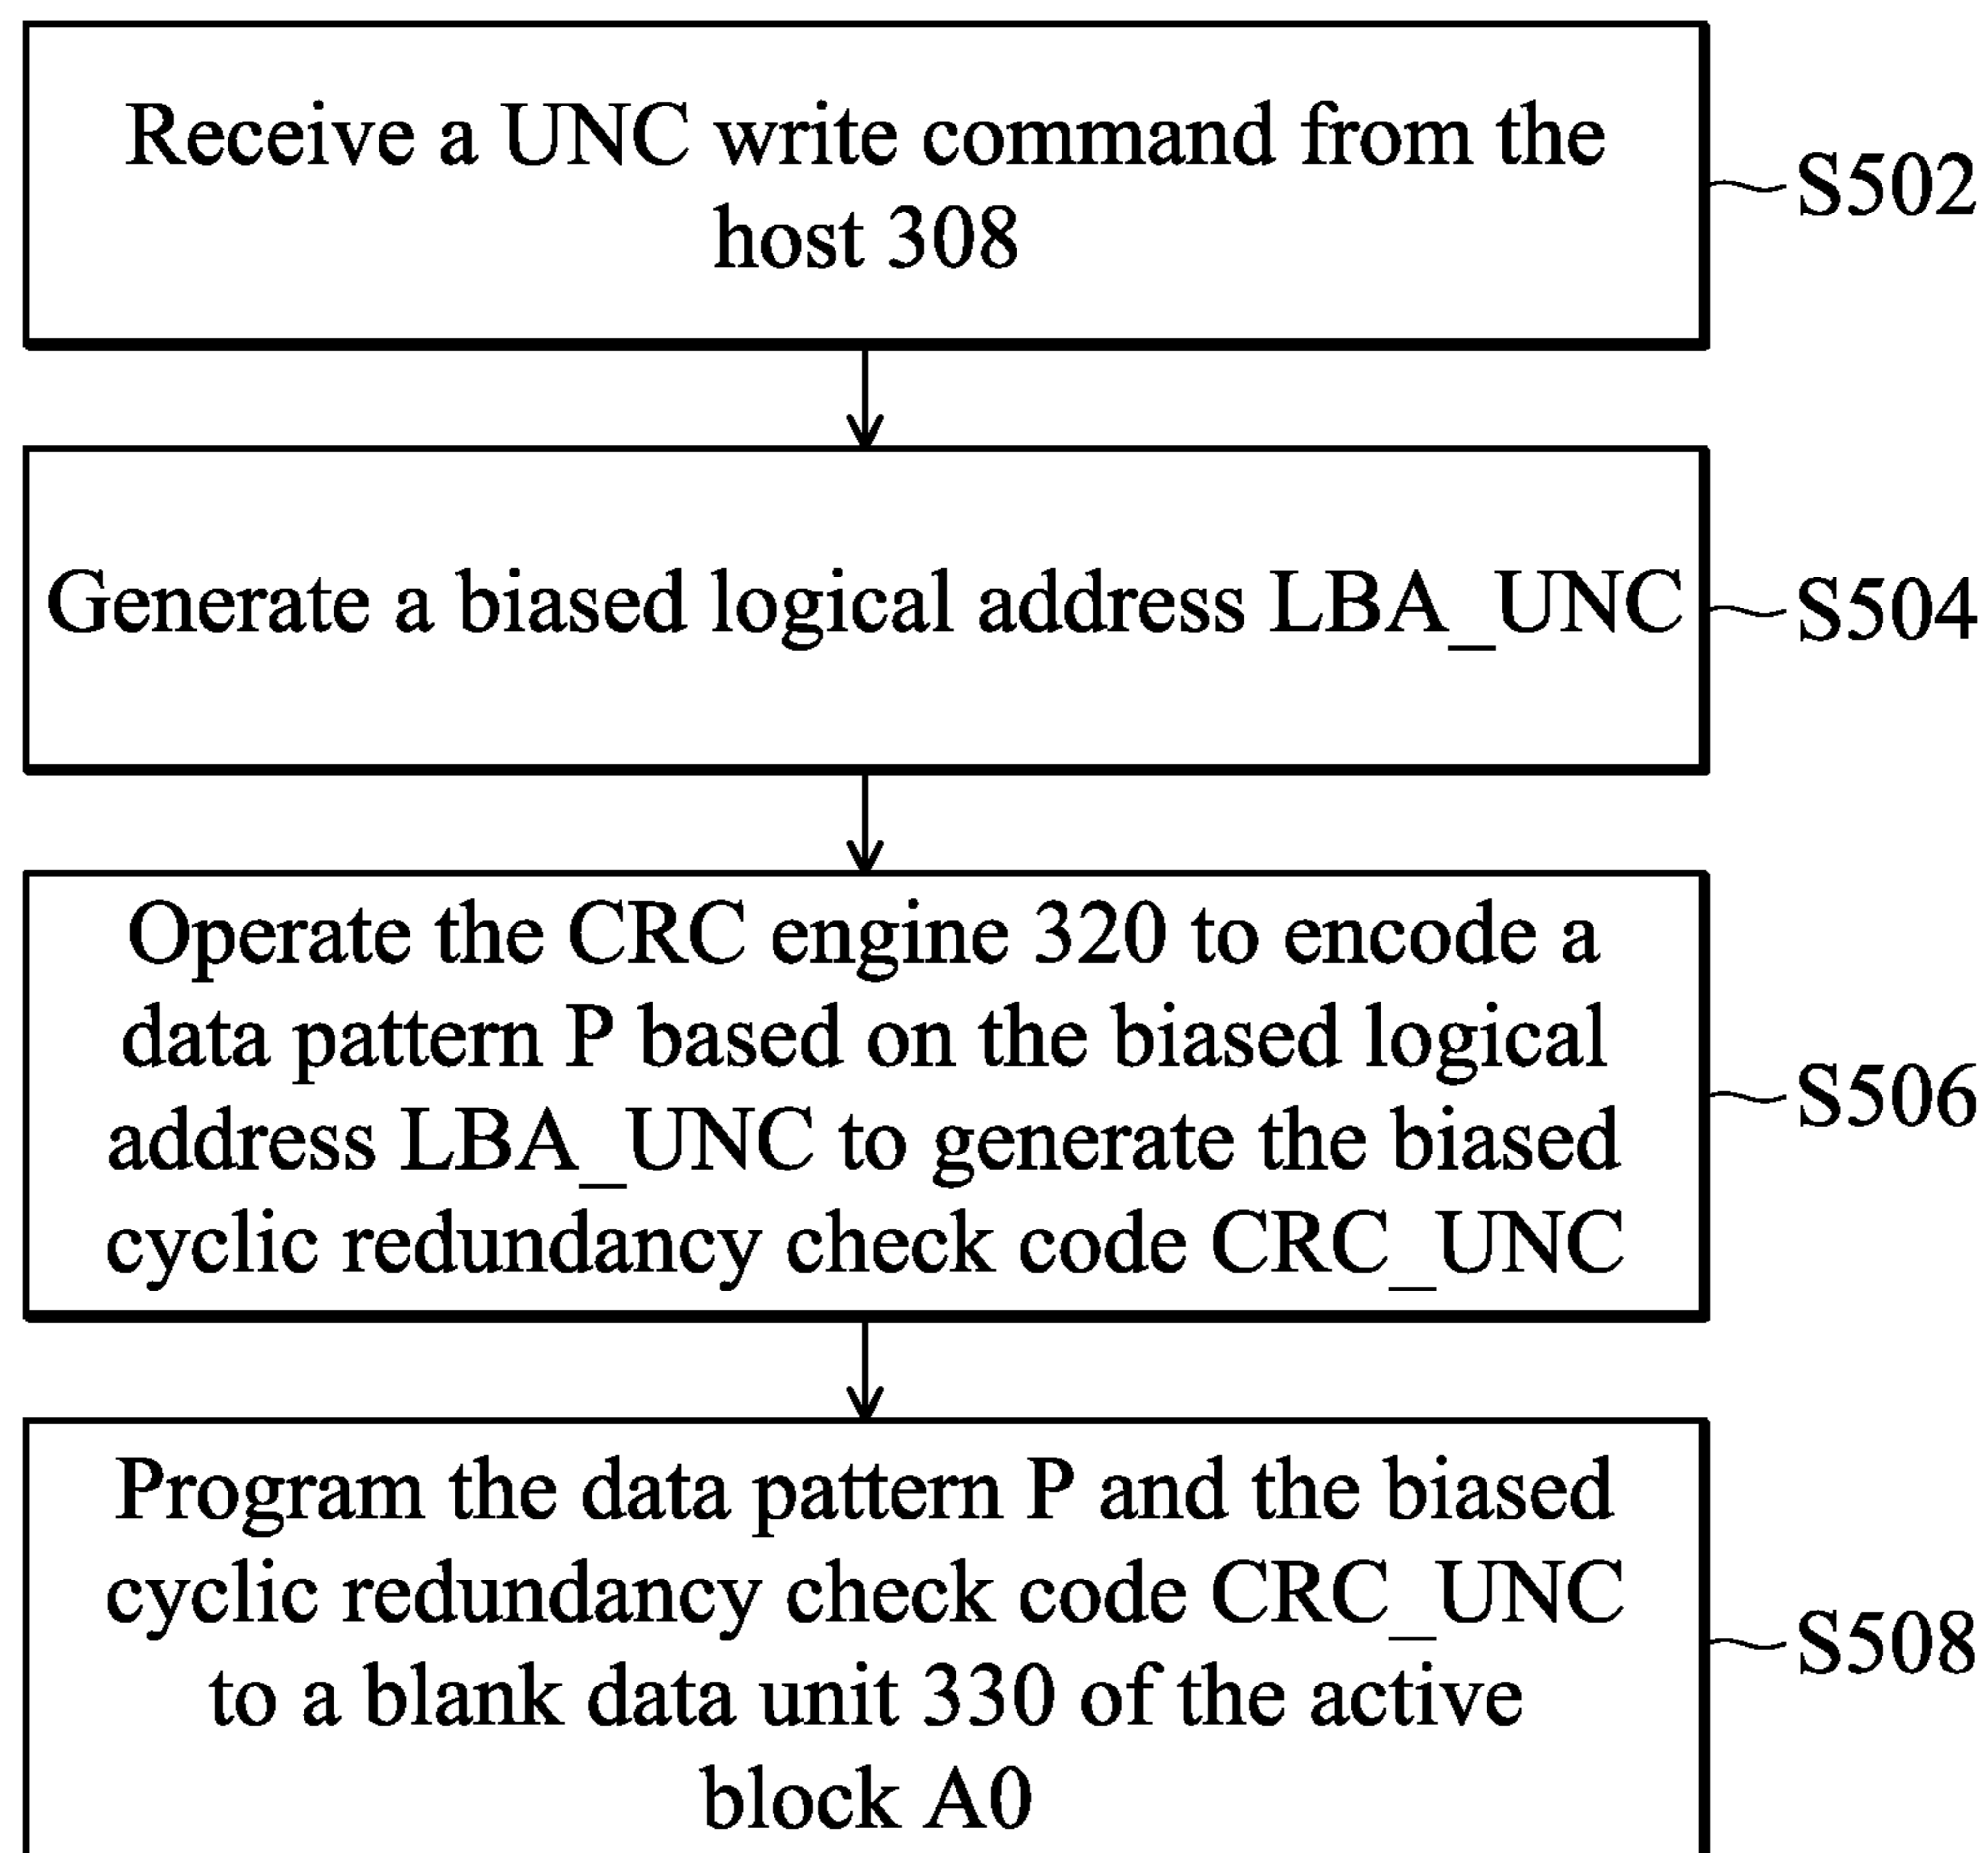 Receive a UNC write command from the
host 308
S502
Generate a biased logical address LBA_UNC
S504
Operate the CRC engine 320 to encode a
data pattern P based on the biased logical
address LBA_UNC to generate the biased
cyclic redundancy check code CRC_UNC
S506
Program the data pattern P and the biased
cyclic redundancy check code CRC_UNC
to a blank data unit 330 of the active
block A0
S508